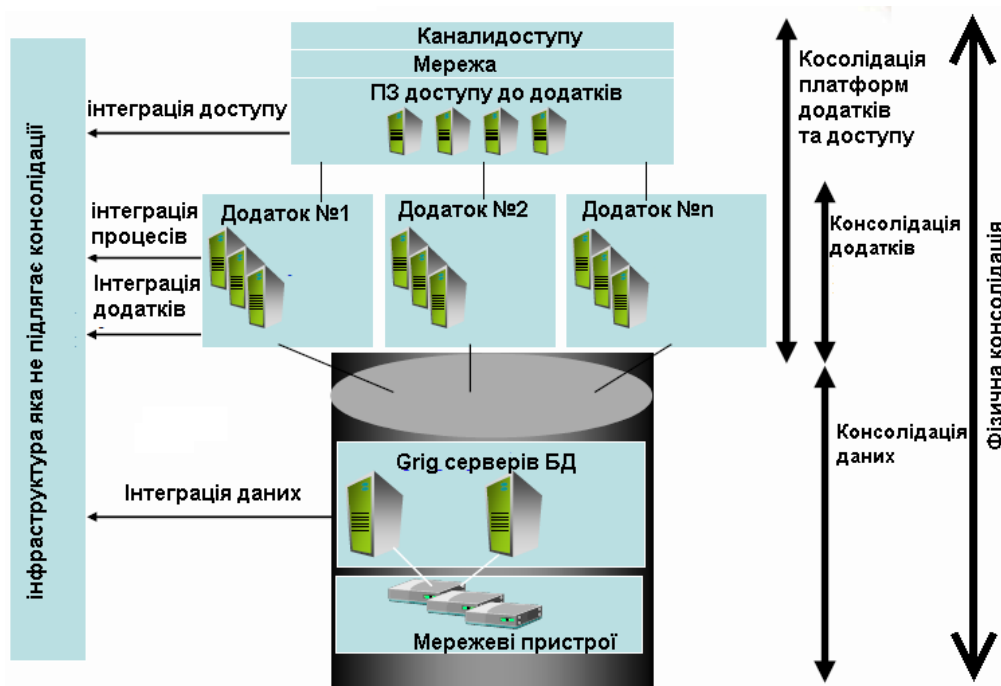 Каналидоступу
Мережа
ПЗ доступу до додатків
інтеграція доступу
Косолідація
платформ
додатків
та доступу
інфраструктура яка не підлягає консолідації
Додаток №1
Додаток №2
Додаток №n
інтеграція
процесів
Інтеграція
додатків
Консолідація
додатків
Фізична консолідація
Grig серверів БД
Інтеграція даних
Консолідація
даних
Мережеві пристрої